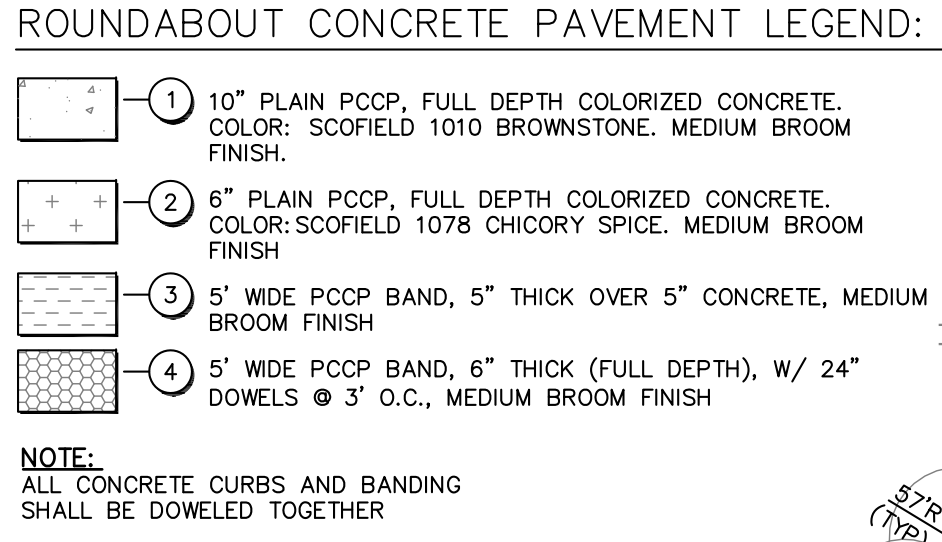 ROUNDABOUT CONCRETE PAVEMENT LEGEND:
1 10" PLAIN PCCP, FULL DEPTH COLORIZED CONCRETE.
COLOR: SCOFIELD 1010 BROWNSTONE. MEDIUM BROOM
FINISH.
2 6" PLAIN PCCP, FULL DEPTH COLORIZED CONCRETE.
COLOR: SCOFIELD 1078 CHICORY SPICE. MEDIUM BROOM
FINISH
3 5' WIDE PCCP BAND, 5" THICK OVER 5" CONCRETE, MEDIUM
BROOM FINISH
4 5' WIDE PCCP BAND, 6" THICK (FULL DEPTH), W/ 24"
DOWELS @ 3' O.C., MEDIUM BROOM FINISH
NOTE:
ALL CONCRETE CURBS AND BANDING
SHALL BE DOWELED TOGETHER
57'R
(TYP)